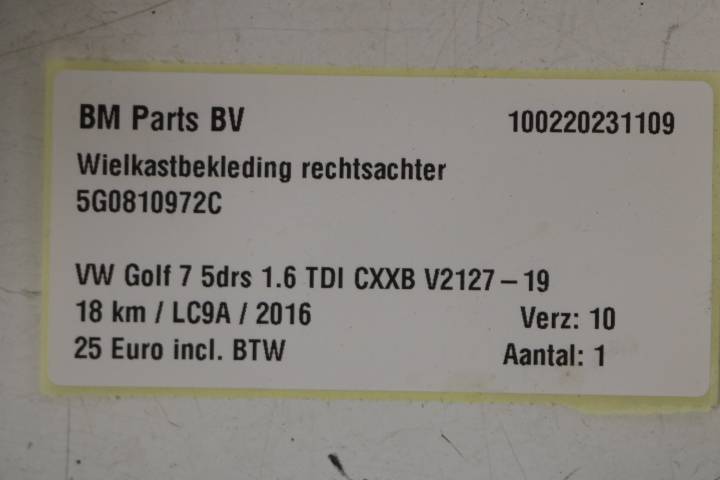 BM Parts BV 100220231109
Wielkastbekleding rechtsachter
5G0810972C
VW Golf 7 5drs 1.6 TDI CXXB V2127 – 19
18 km / LC9A / 2016 Verz: 10
25 Euro incl. BTW Aantal: 1